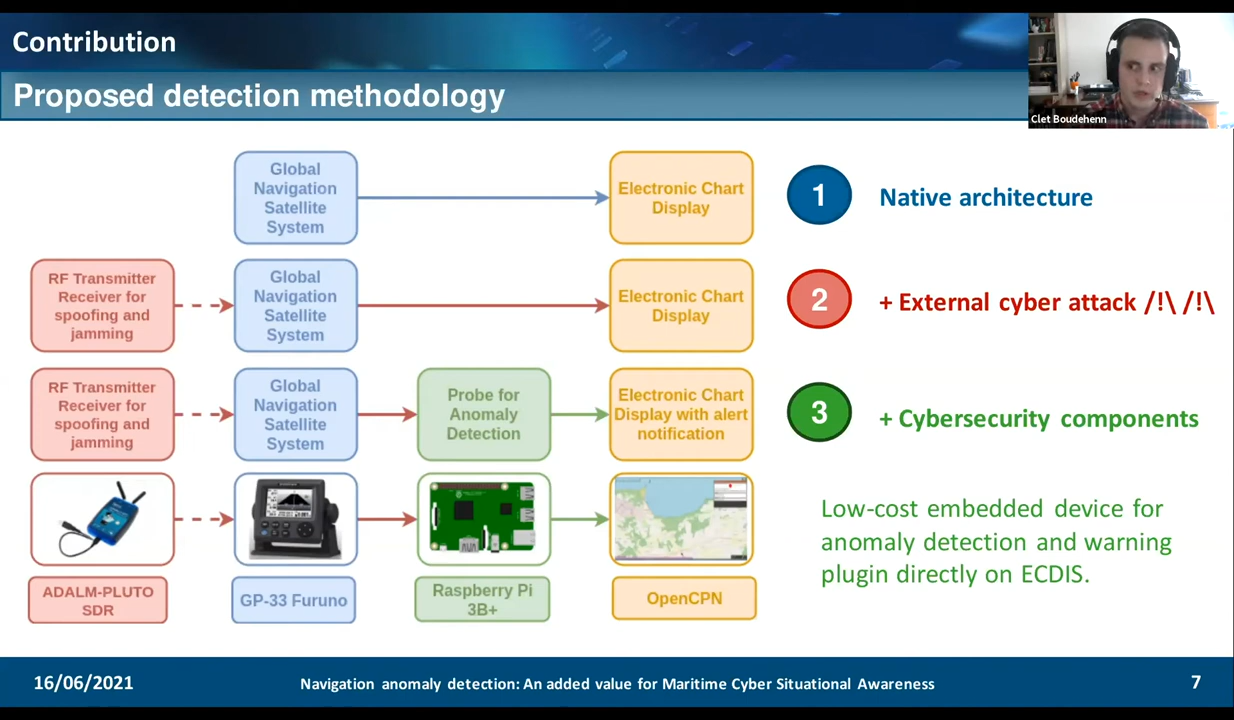 Contribution
Proposed detection methodology
Clet Boudehenn
Global
Navigation
Satellite
System
Electronic Chart
Display
1
Native architecture
RF Transmitter
Receiver for
spoofing and
jamming
Global
Navigation
Satellite
System
Electronic Chart
Display
2
+ External cyber attack /!\ /!\
RF Transmitter
Receiver for
spoofing and
jamming
Global
Navigation
Satellite
System
Probe for
Anomaly
Detection
Electronic Chart
Display with alert
notification
3
+ Cybersecurity components
Low-cost embedded device for
anomaly detection and warning
plugin directly on ECDIS.
ADALM-PLUTO
SDR
GP-33 Furuno
Raspberry Pi
3B+
OpenCPN
16/06/2021
Navigation anomaly detection: An added value for Maritime Cyber Situational Awareness
7